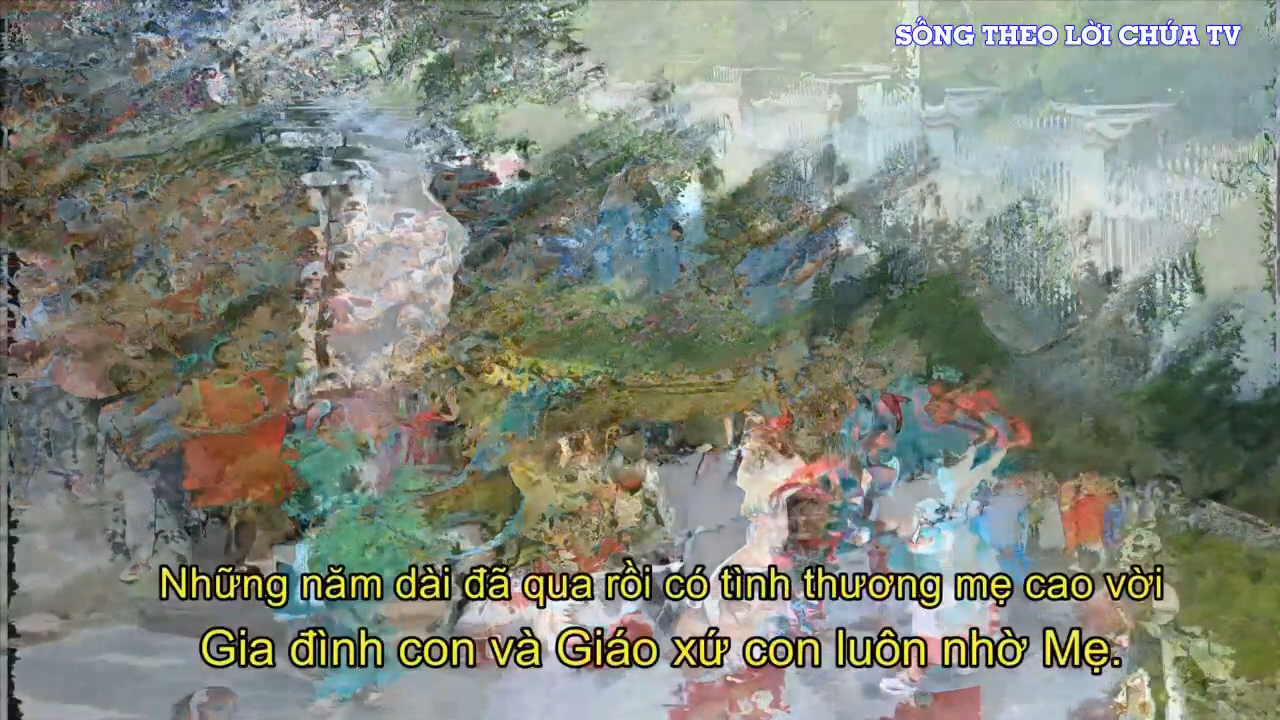 SỐNG THEO LỜI CHÚA TV
Những năm dài đã qua rồi có tình thương mẹ cao vời
Gia đình con và Giáo xứ con luôn nhờ Mẹ.